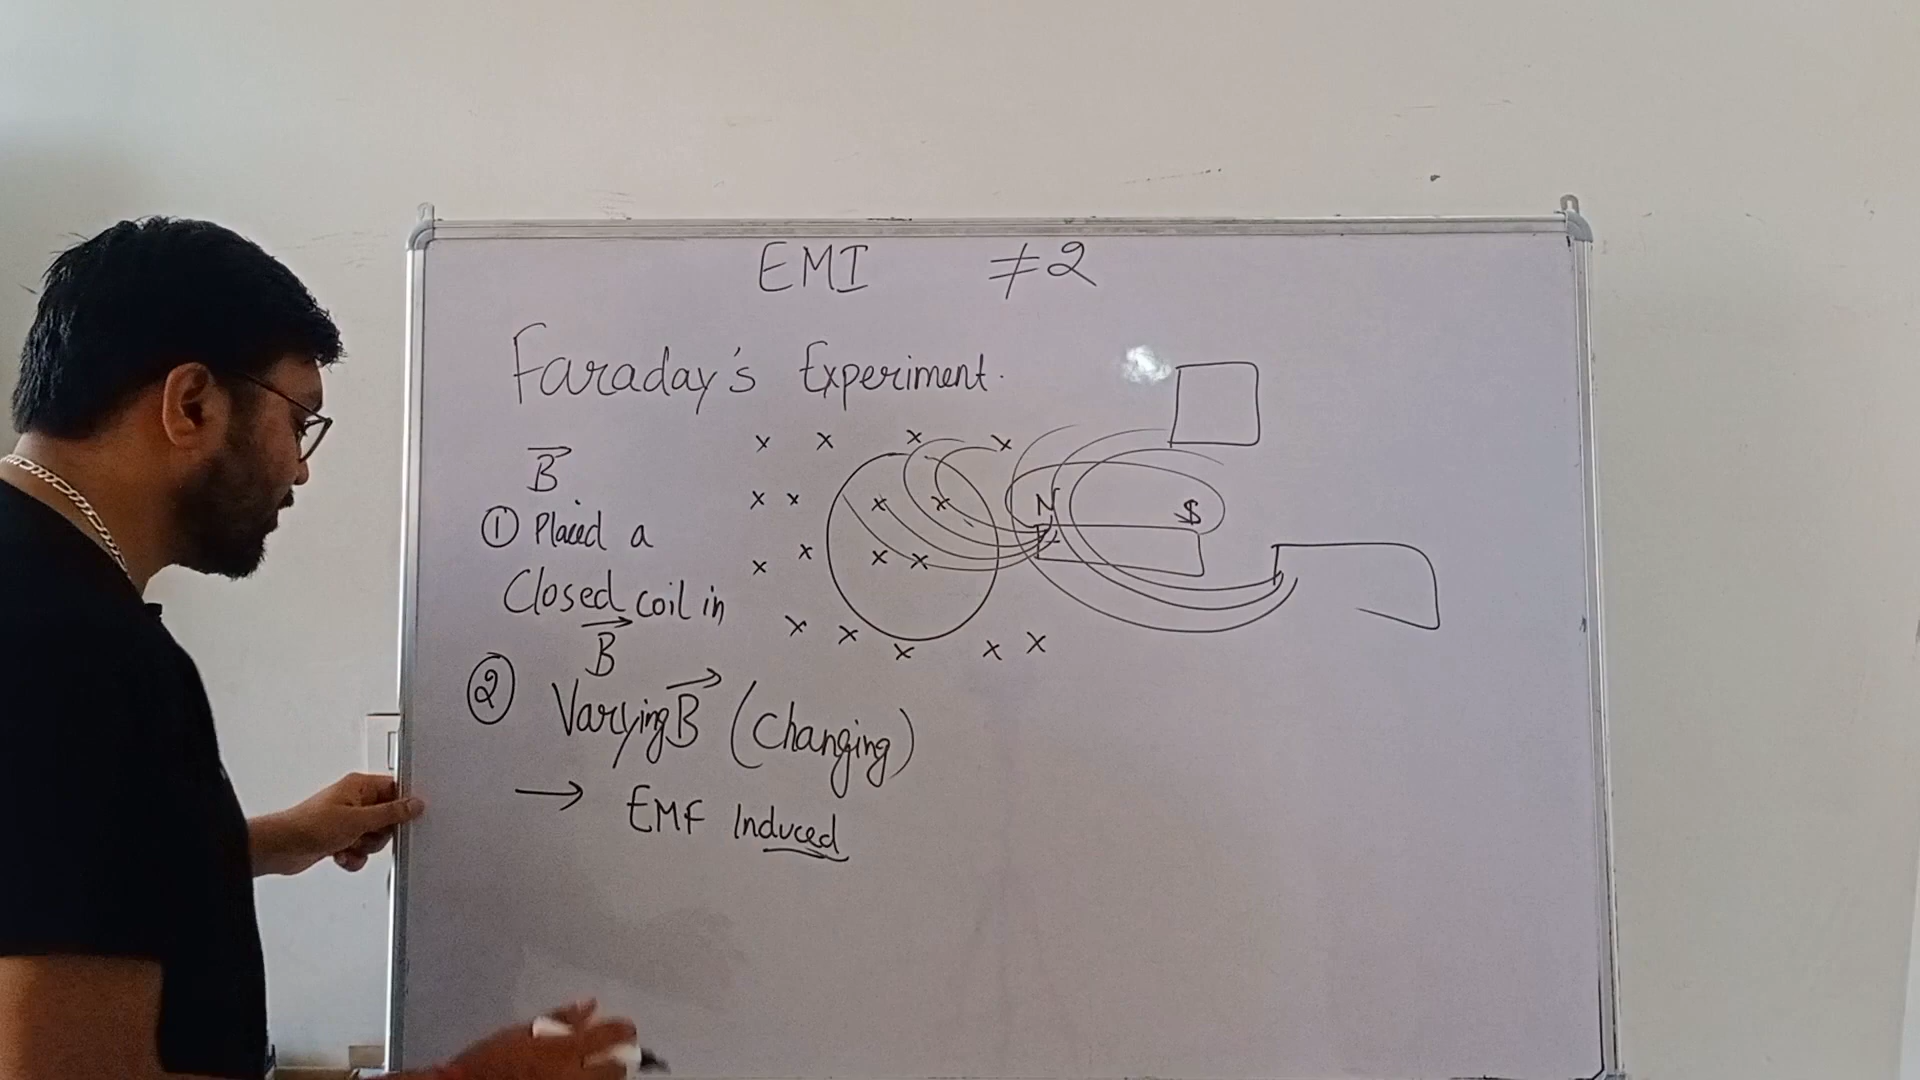 EMI #2
Faraday's Experiment.
B
① Placed a
Closed coil in
B
② Varying B (Changing)
→ EMF Induced
x x x x
x x x x
x x x x
x x x x x
N S